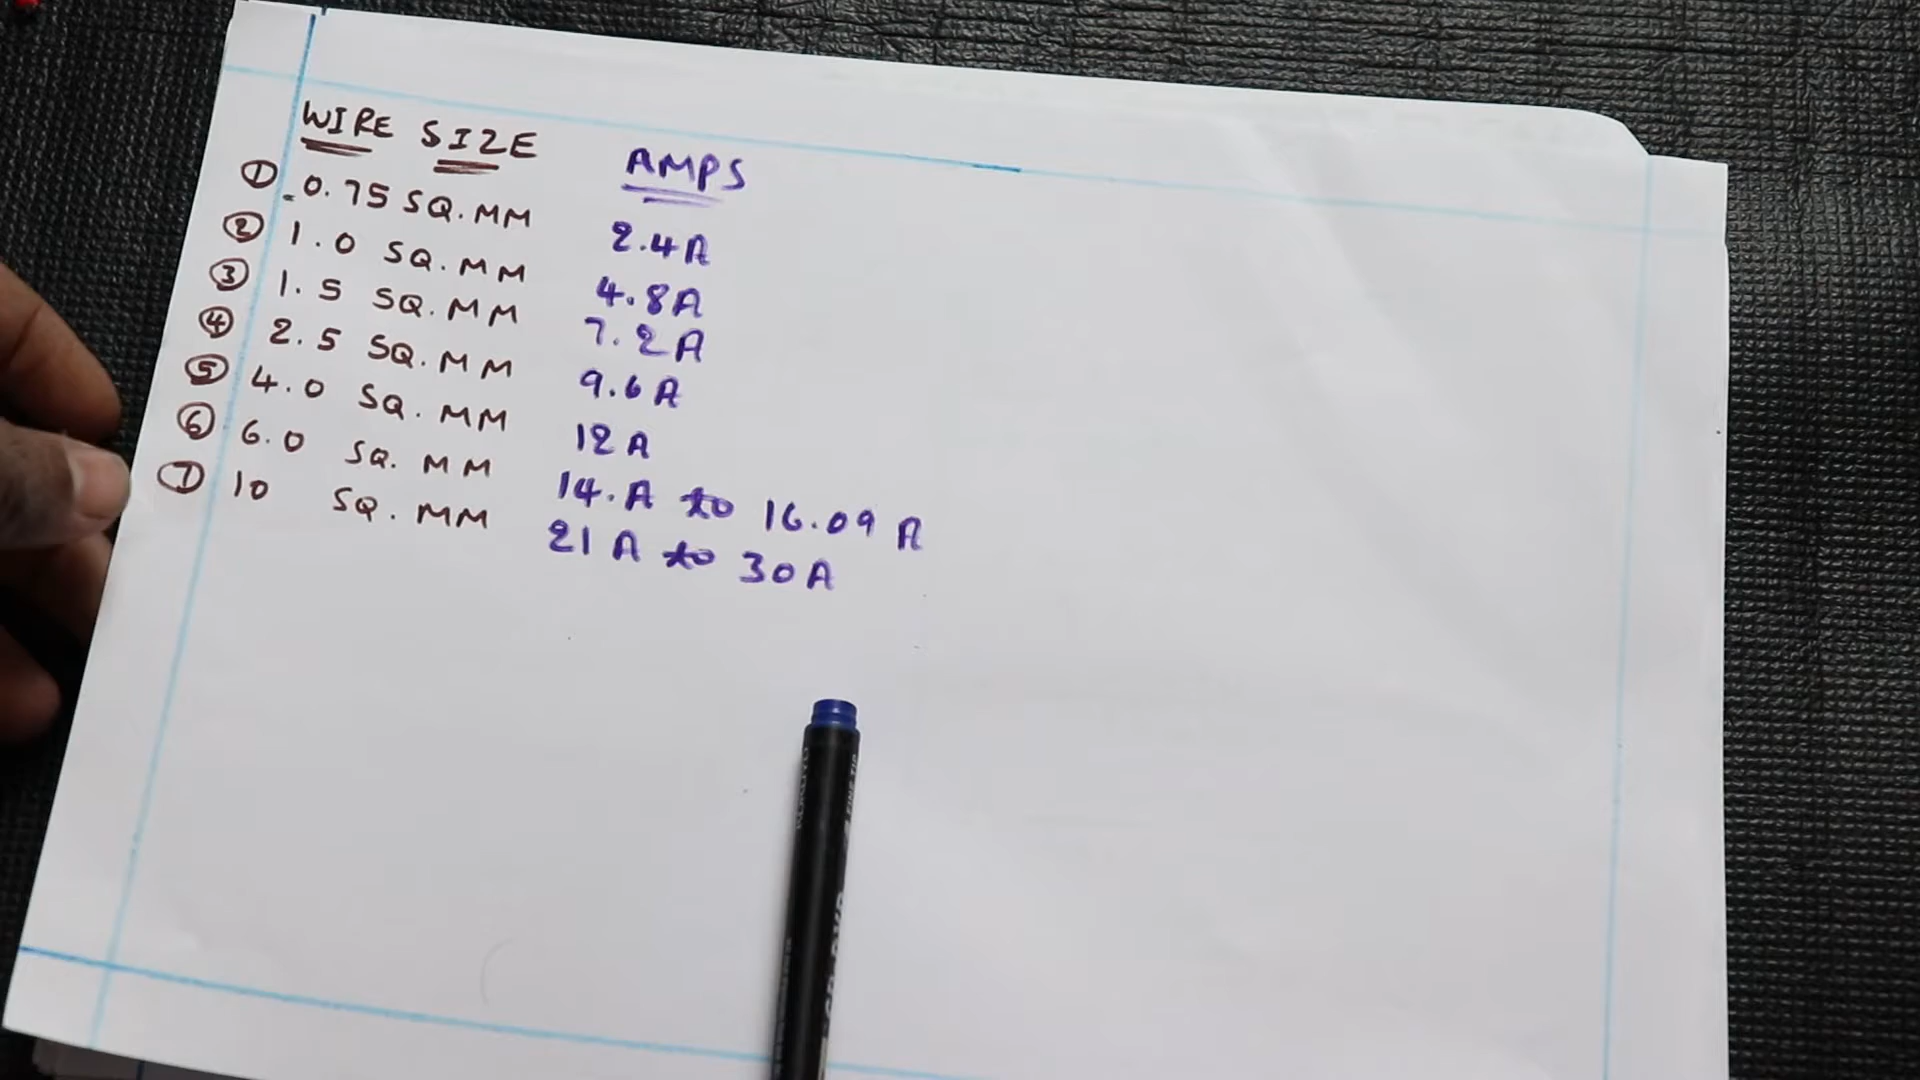 WIRE SIZE AMPS
① 0.75 SQ.MM 2.4A
② 1.0 SQ.MM 4.8A
③ 1.5 SQ.MM 7.2A
④ 2.5 SQ.MM 9.6A
⑤ 4.0 SQ.MM 12A
⑥ 6.0 SQ.MM 14.A to 16.09A
⑦ 10 SQ.MM 21A to 30A